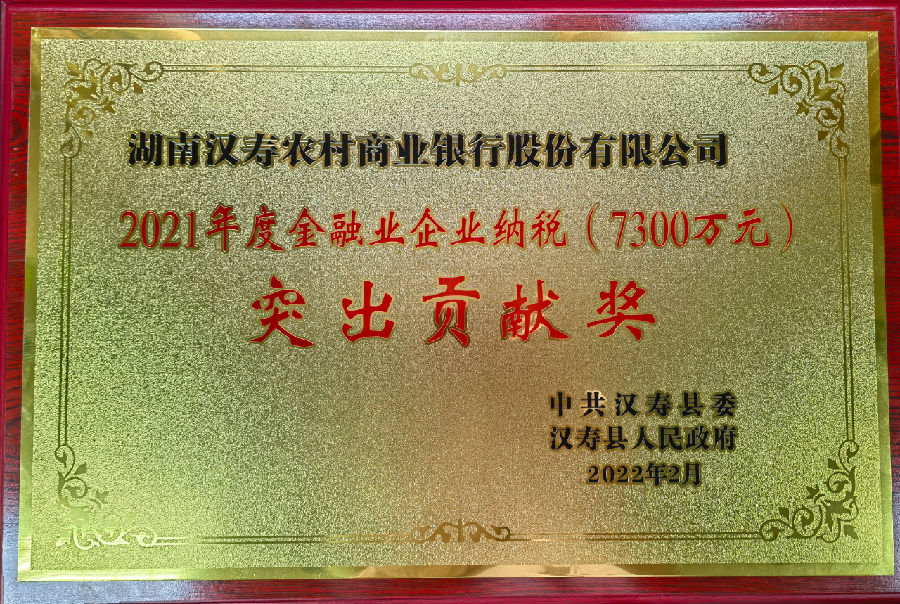 湖南汉寿农村商业银行股份有限公司
2021年度金融业企业纳税（7300万元）
突出贡献奖
中共汉寿县委
汉寿县人民政府
2022年2月